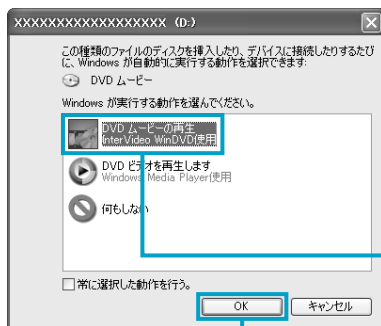 XXXXXXXXXXXXXXXXXX (D:)
この種類のファイルのディスクを挿入したり、デバイスに接続したりするたび
に、Windows が自動的に実行する動作を選択できます:
DVD ムービー
Windows が実行する動作を選んでください。
DVD ムービーの再生
InterVideo WinDVD使用
DVD ビデオを再生します
Windows Media Player使用
何もしない
常に選択した動作を行う。
OK
キャンセル